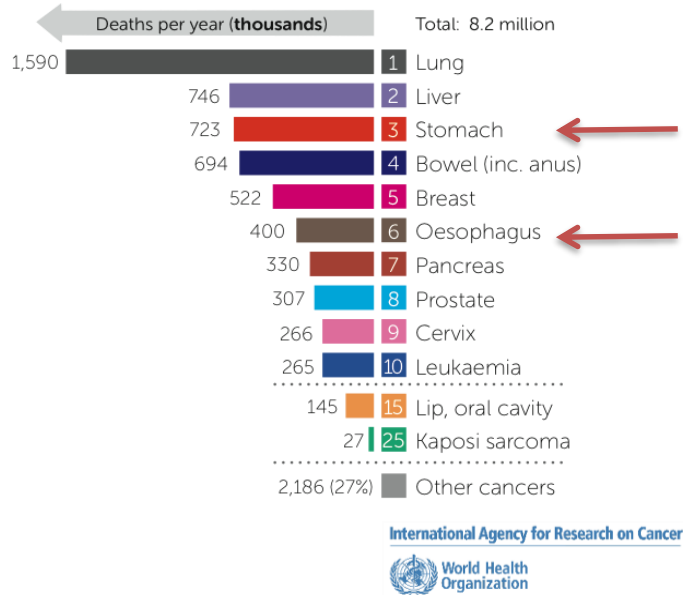 Deaths per year (thousands) Total: 8.2 million
1,590 1 Lung
746 2 Liver
723 3 Stomach
694 4 Bowel (inc. anus)
522 5 Breast
400 6 Oesophagus
330 7 Pancreas
307 8 Prostate
266 9 Cervix
265 10 Leukaemia
145 15 Lip, oral cavity
27 25 Kaposi sarcoma
2,186 (27%) Other cancers
International Agency for Research on Cancer
World Health
Organization